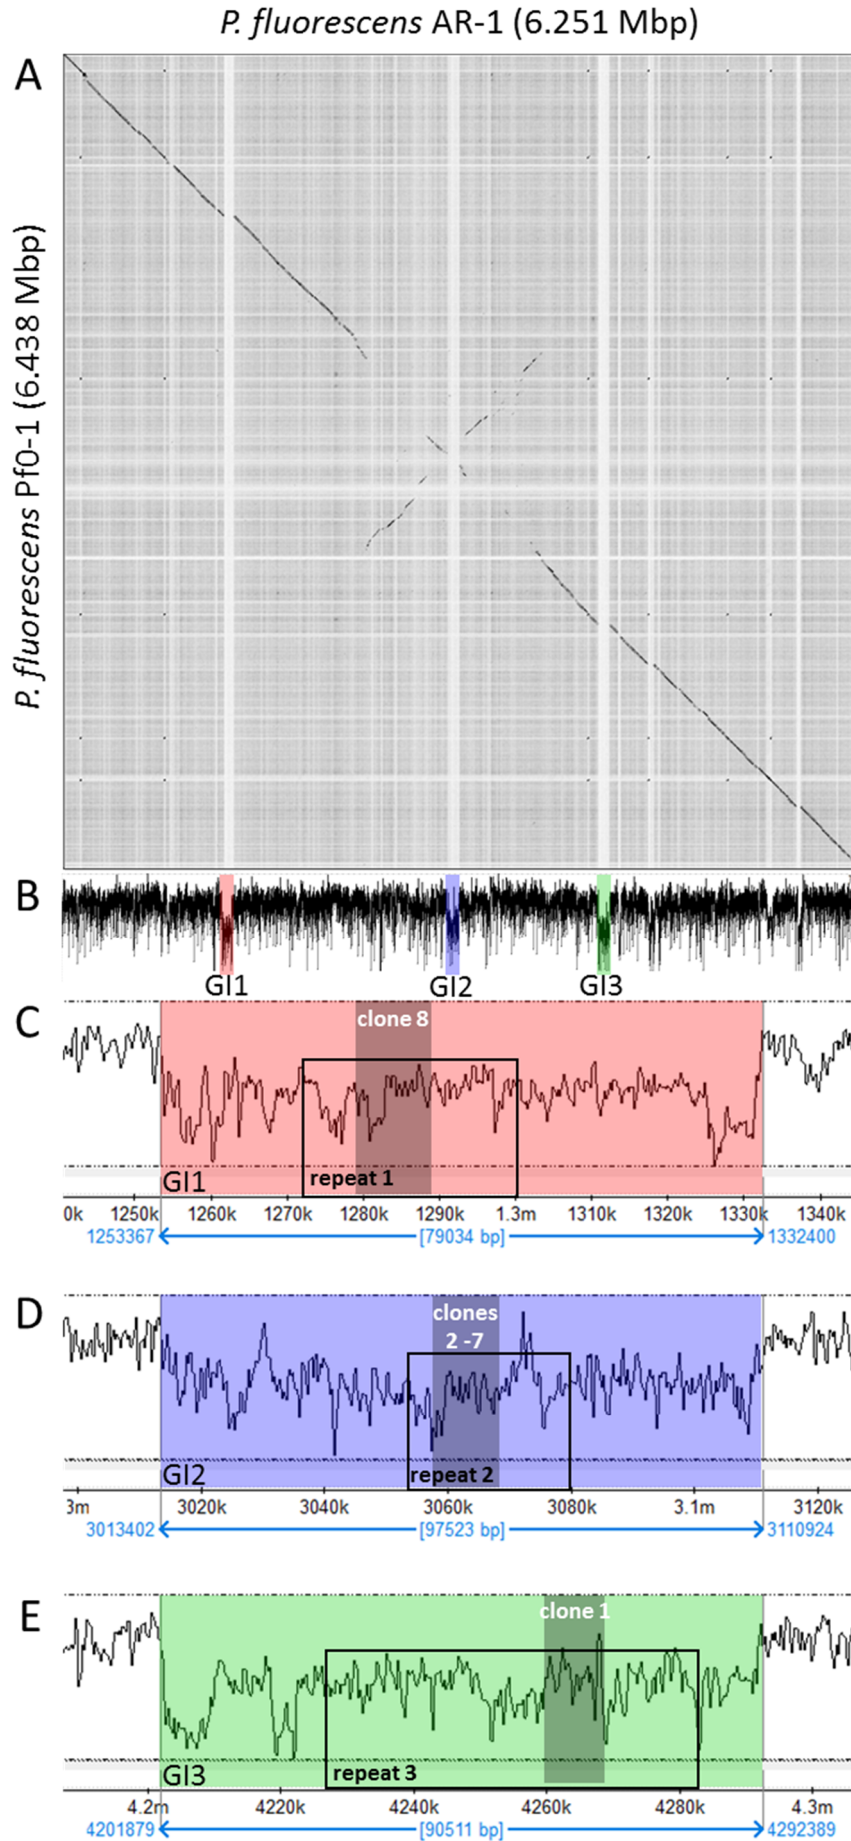 P. fluorescens AR-1 (6.251 Mbp)
A
P. fluorescens Pf0-1 (6.438 Mbp)
B
GI1 GI2 GI3
C
clone 8
repeat 1
GI1
0k 1250k 1260k 1270k 1280k 1290k 1.3m 1310k 1320k 1330k 1340k
1253367 [79034 bp] 1332400
D
clones
2 -7
repeat 2
GI2
3m 3020k 3040k 3060k 3080k 3.1m 3120k
3013402 [97523 bp] 3110924
E
clone 1
repeat 3
GI3
4.2m 4220k 4240k 4260k 4280k 4.3m
4201879 [90511 bp] 4292389